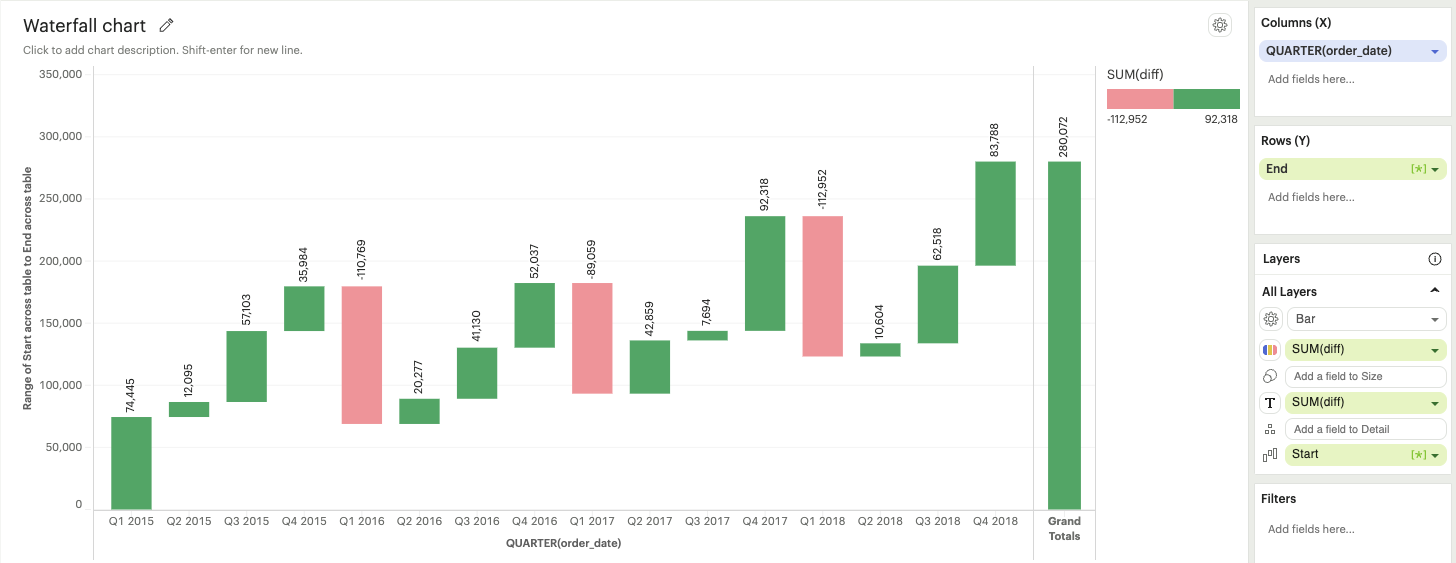 Waterfall chart
Click to add chart description. Shift-enter for new line.
Range of Start across table to End across table
350,000
300,000
250,000
200,000
150,000
100,000
50,000
0
74,445
12,095
57,103
35,984
-110,769
20,277
41,130
52,037
-89,059
42,859
7,694
92,318
-112,952
10,604
62,518
83,788
280,072
Q1 2015 Q2 2015 Q3 2015 Q4 2015 Q1 2016 Q2 2016 Q3 2016 Q4 2016 Q1 2017 Q2 2017 Q3 2017 Q4 2017 Q1 2018 Q2 2018 Q3 2018 Q4 2018 Grand
Totals
QUARTER(order_date)
SUM(diff)
-112,952 92,318
Columns (X)
QUARTER(order_date)
Add fields here...
Rows (Y)
End [*]
Add fields here...
Layers
All Layers
Bar
SUM(diff)
Add a field to Size
T SUM(diff)
Add a field to Detail
Start [*]
Filters
Add fields here...